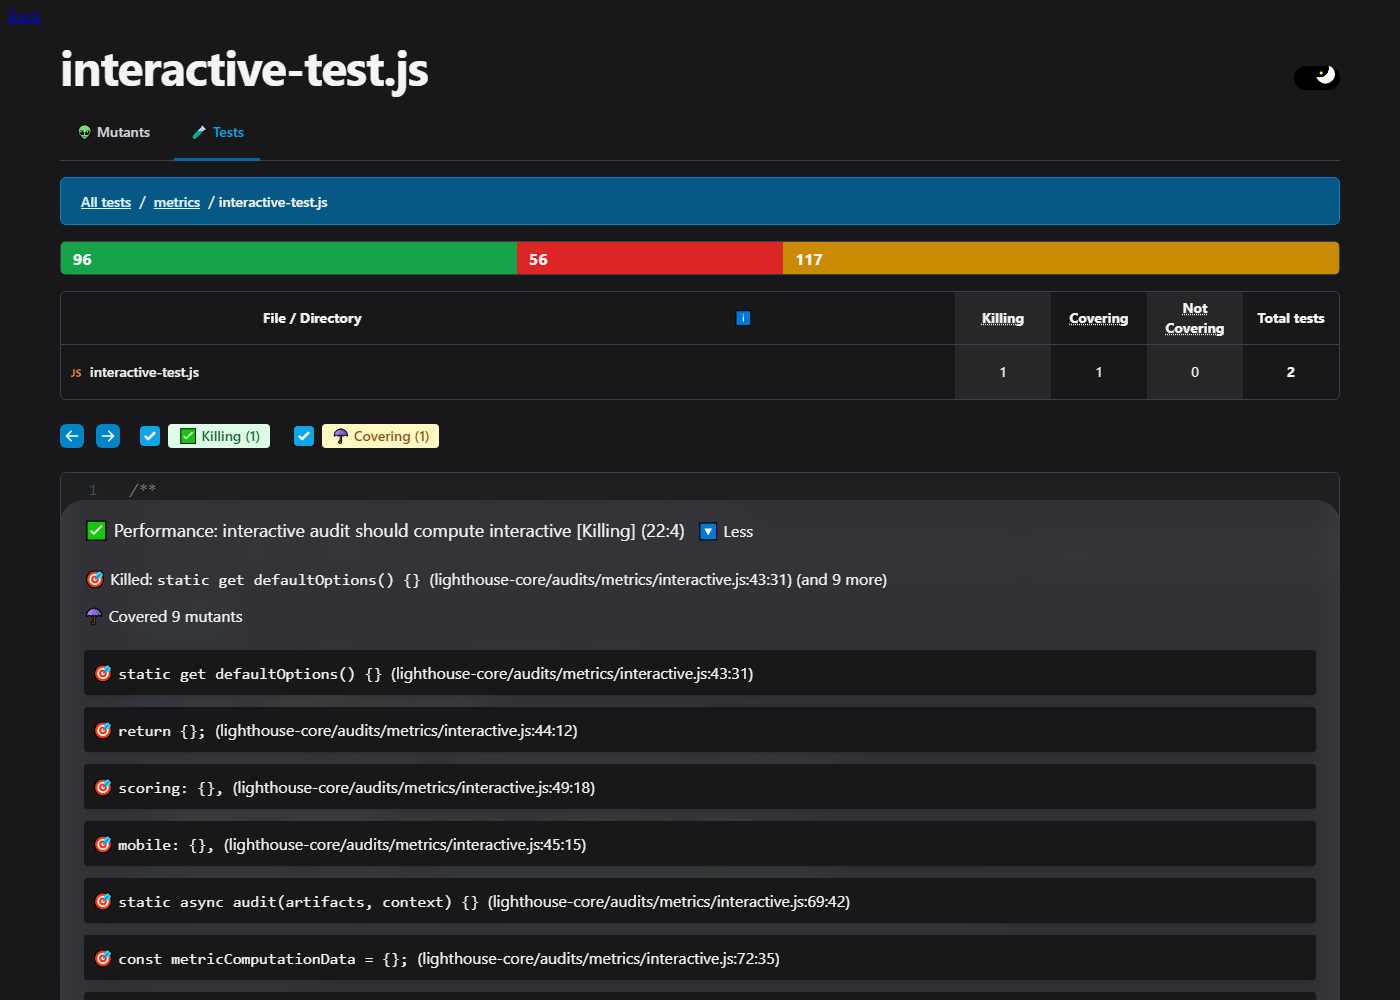 Back
interactive-test.js
Mutants
Tests
All tests / metrics / interactive-test.js
96 56 117
File / Directory Killing Covering Not Covering Total tests
JS interactive-test.js 1 1 0 2
Killing (1) Covering (1)
1 /**
Performance: interactive audit should compute interactive [Killing] (22:4) Less
Killed: static get defaultOptions() {} (lighthouse-core/audits/metrics/interactive.js:43:31) (and 9 more)
Covered 9 mutants
static get defaultOptions() {} (lighthouse-core/audits/metrics/interactive.js:43:31)
return {}; (lighthouse-core/audits/metrics/interactive.js:44:12)
scoring: {}, (lighthouse-core/audits/metrics/interactive.js:49:18)
mobile: {}, (lighthouse-core/audits/metrics/interactive.js:45:15)
static async audit(artifacts, context) {} (lighthouse-core/audits/metrics/interactive.js:69:42)
const metricComputationData = {}; (lighthouse-core/audits/metrics/interactive.js:72:35)